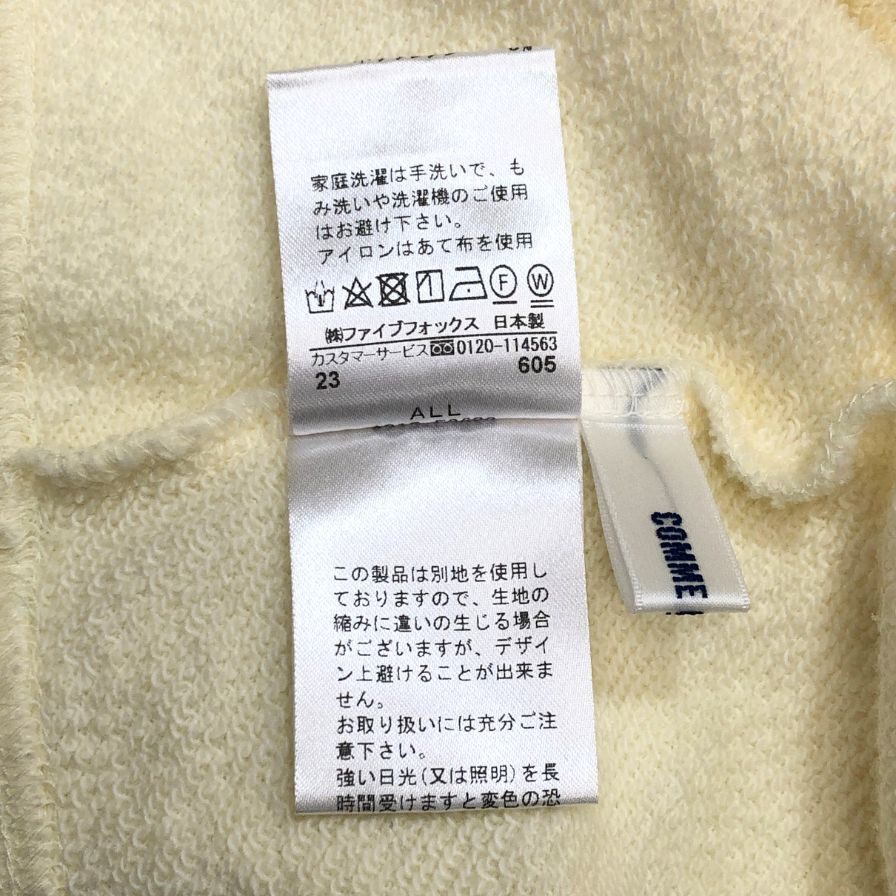 家庭洗濯は手洗いで、も
み洗いや洗濯機のご使用
はお避け下さい。
アイロンはあて布を使用
F W
㈱ファイブフォックス 日本製
カスタマーサービス 0120-114563
23 605
ALL
この製品は別地を使用し
ておりますので、生地の
縮みに違いの生じる場合
がございますが、デザイ
ン上避けることが出来ま
せん。
お取り扱いには充分ご注
意下さい。
強い日光(又は照明)を長
時間受けますと変色の恐
COMME